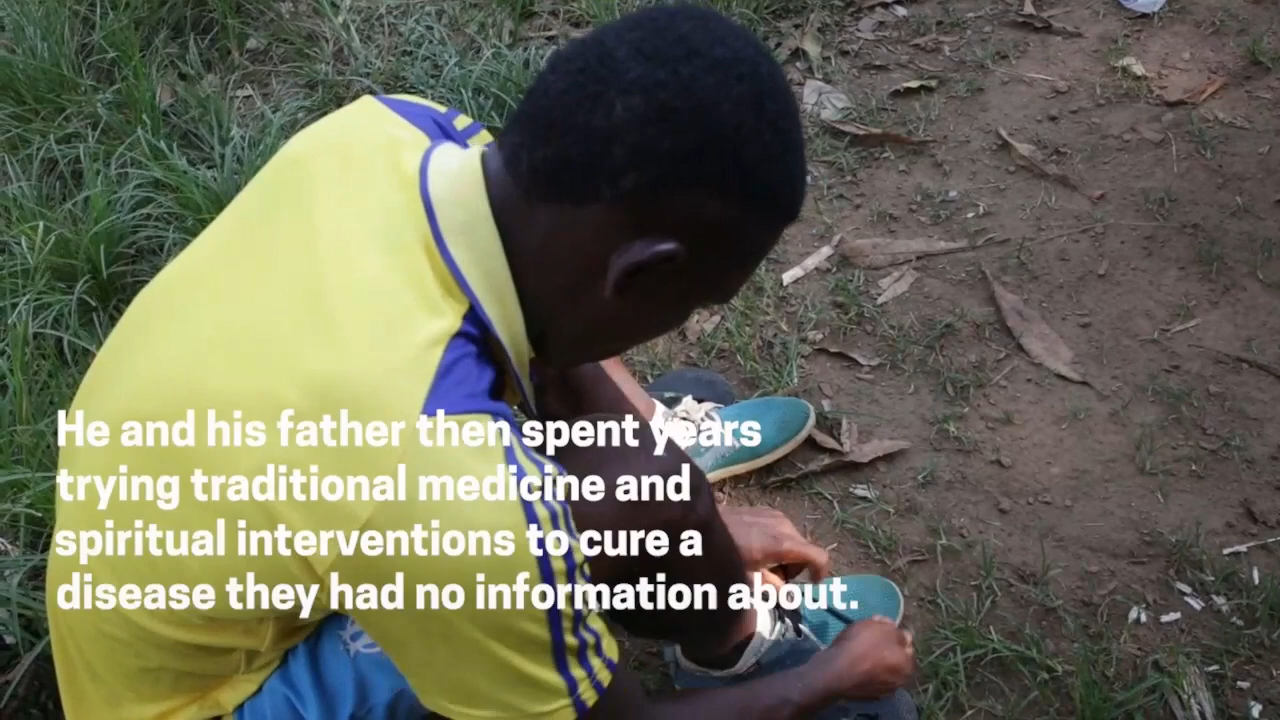 He and his father then spent years
trying traditional medicine and
spiritual interventions to cure a
disease they had no information about.